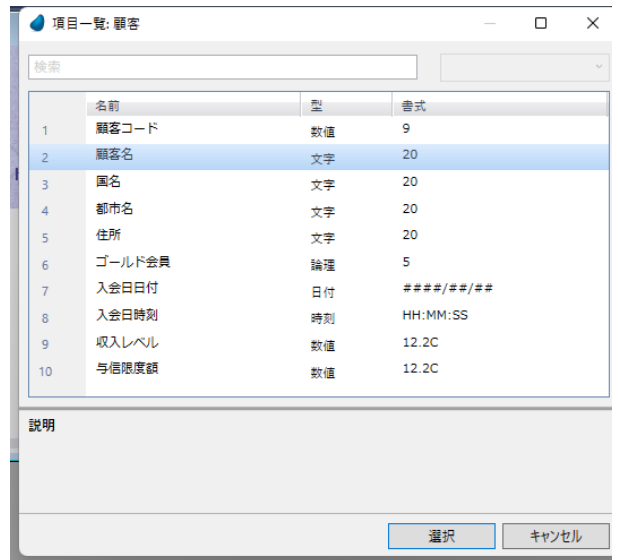 項目一覧: 顧客
検索
名前 型 書式
1 顧客コード 数値 9
2 顧客名 文字 20
3 国名 文字 20
4 都市名 文字 20
5 住所 文字 20
6 ゴールド会員 論理 5
7 入会日日付 日付 ####/##/##
8 入会日時刻 時刻 HH:MM:SS
9 収入レベル 数値 12.2C
10 与信限度額 数値 12.2C
説明
選択 キャンセル